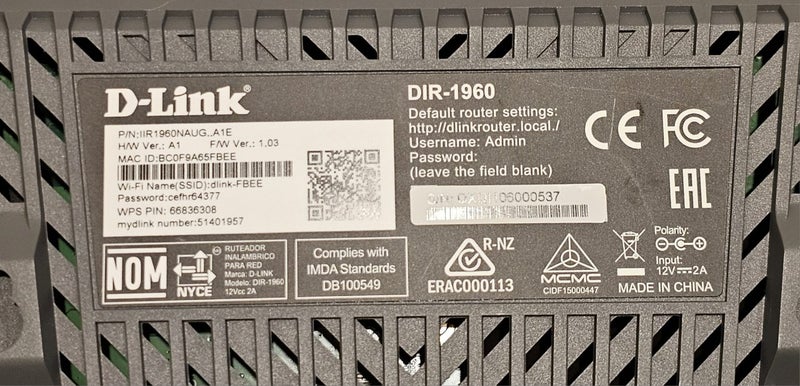 D-Link®
P/N:IIR1960NAUG..A1E
H/W Ver.: A1 F/W Ver.: 1.03
MAC ID:BC0F9A65FBEE
Wi-Fi Name(SSID):dlink-FBEE
Password:cefhr64377
WPS PIN: 66836308
mydlink number:51401957
DIR-1960
Default router settings:
http://dlinkrouter.local./
Username: Admin
Password:
(leave the field blank)
06000537
CE FC
EAC
NOM
NYCE
RUTEADOR
INALAMBRICO
PARA RED
Marca: D-LINK
Modelo: DIR-1960
12Vcc 2A
Complies with
IMDA Standards
DB100549
R-NZ
ERAC000113
MCMC
CIDF15000447
Polarity:
Input:
12V 2A
MADE IN CHINA